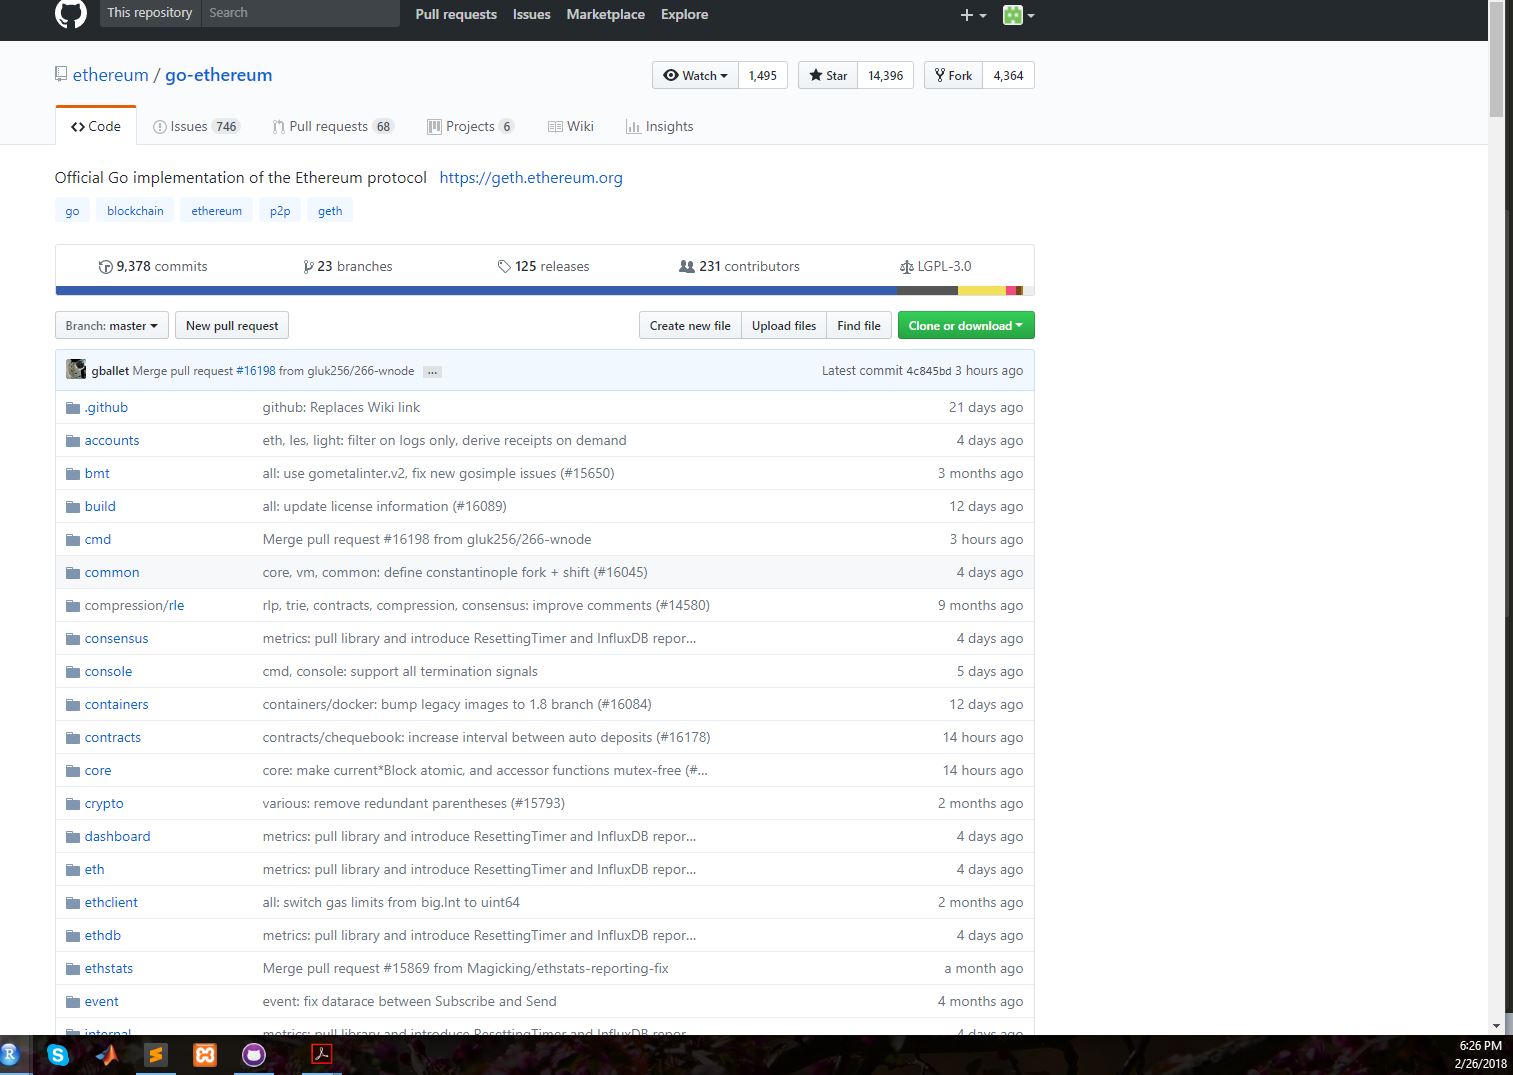 This repository Search Pull requests Issues Marketplace Explore
ethereum / go-ethereum Watch 1,495 Star 14,396 Fork 4,364
Code Issues 746 Pull requests 68 Projects 6 Wiki Insights
Official Go implementation of the Ethereum protocol https://geth.ethereum.org
go blockchain ethereum p2p geth
9,378 commits 23 branches 125 releases 231 contributors LGPL-3.0
Branch: master New pull request Create new file Upload files Find file Clone or download
gballet Merge pull request #16198 from gluk256/266-wnode ... Latest commit 4c845bd 3 hours ago
.github github: Replaces Wiki link 21 days ago
accounts eth, les, light: filter on logs only, derive receipts on demand 4 days ago
bmt all: use gometalinter.v2, fix new gosimple issues (#15650) 3 months ago
build all: update license information (#16089) 12 days ago
cmd Merge pull request #16198 from gluk256/266-wnode 3 hours ago
common core, vm, common: define constantinople fork + shift (#16045) 4 days ago
compression/rle rlp, trie, contracts, compression, consensus: improve comments (#14580) 9 months ago
consensus metrics: pull library and introduce ResettingTimer and InfluxDB repor... 4 days ago
console cmd, console: support all termination signals 5 days ago
containers containers/docker: bump legacy images to 1.8 branch (#16084) 12 days ago
contracts contracts/chequebook: increase interval between auto deposits (#16178) 14 hours ago
core core: make current*Block atomic, and accessor functions mutex-free (#... 14 hours ago
crypto various: remove redundant parentheses (#15793) 2 months ago
dashboard metrics: pull library and introduce ResettingTimer and InfluxDB repor... 4 days ago
eth metrics: pull library and introduce ResettingTimer and InfluxDB repor... 4 days ago
ethclient all: switch gas limits from big.Int to uint64 2 months ago
ethdb metrics: pull library and introduce ResettingTimer and InfluxDB repor... 4 days ago
ethstats Merge pull request #15869 from Magicking/ethstats-reporting-fix a month ago
event event: fix datarace between Subscribe and Send 4 months ago
internal metrics: pull library and introduce ResettingTimer and InfluxDB repor... 4 days ago
6:26 PM
2/26/2018